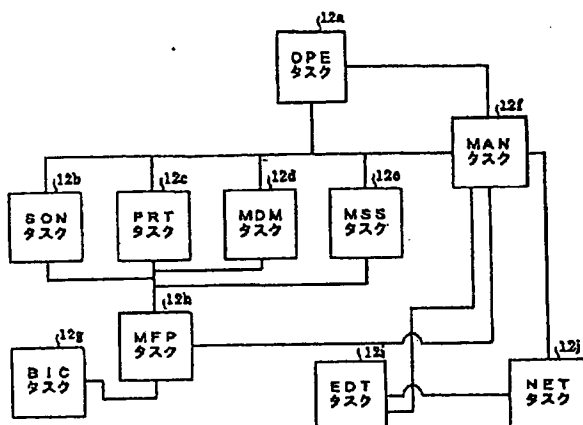 12a
OPE
タスク
12f
MAN
タスク
12b
SON
タスク
12c
PRT
タスク
12d
MDM
タスク
12e
MSS
タスク
12h
MFP
タスク
12g
BIC
タスク
12i
EDT
タスク
12j
NET
タスク